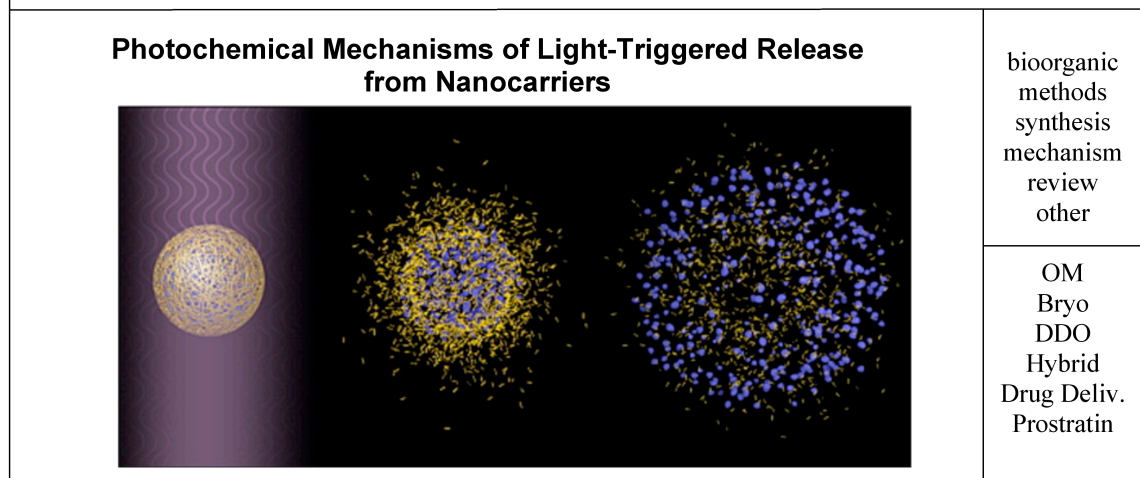 Photochemical Mechanisms of Light-Triggered Release
from Nanocarriers
bioorganic
methods
synthesis
mechanism
review
other
OM
Bryo
DDO
Hybrid
Drug Deliv.
Prostratin